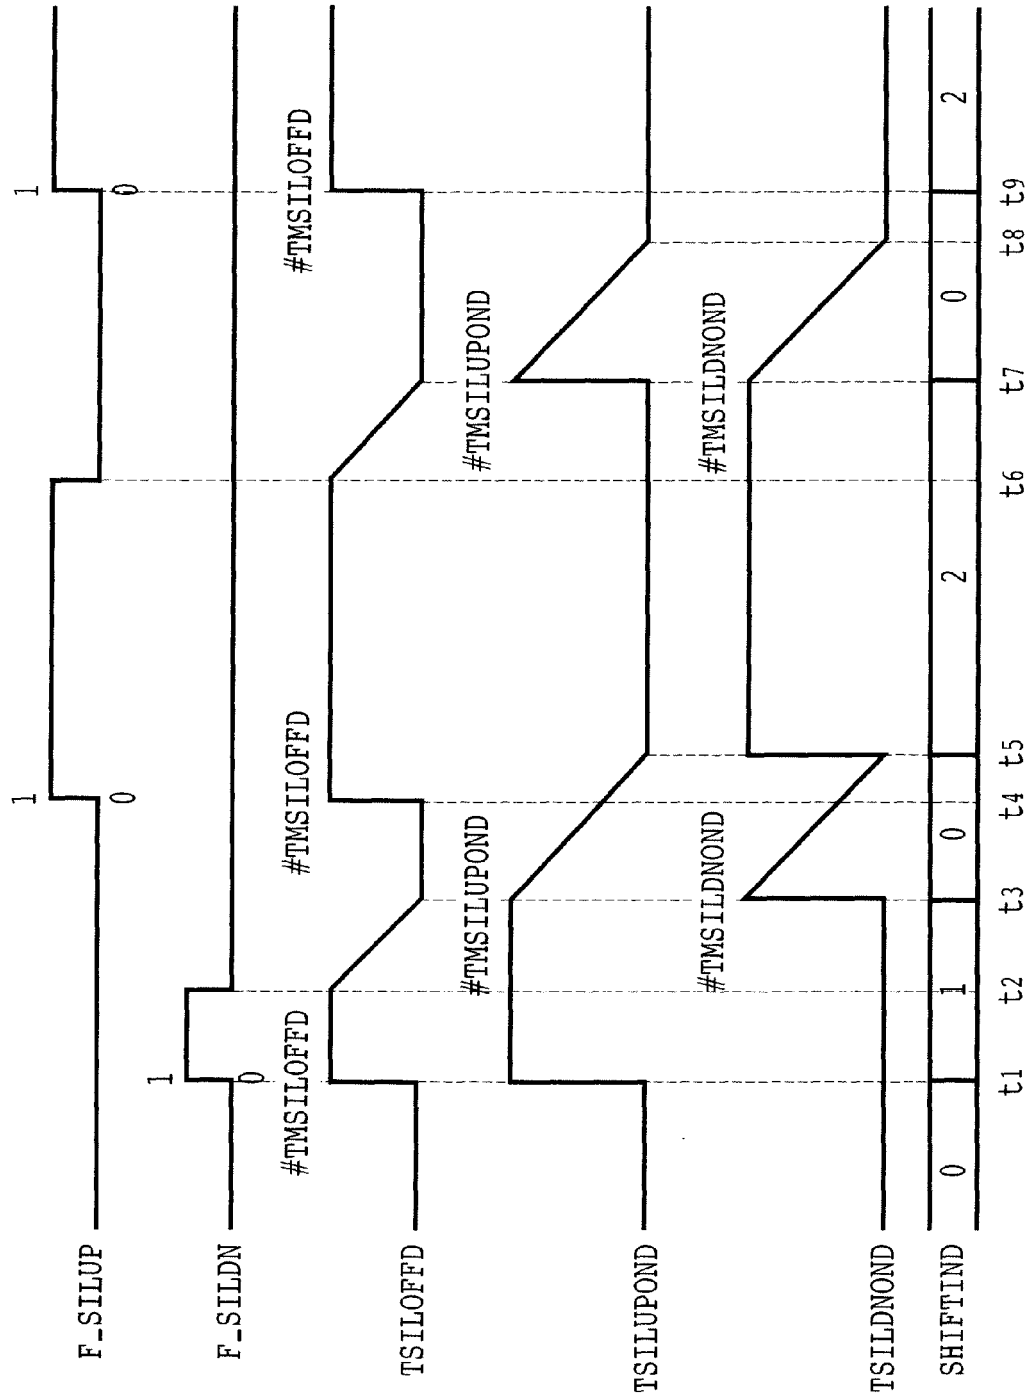 F_SILUP
1
0
1
0
F_SILDN
1
0
TSILOFFD
#TMSILOFFD
#TMSILOFFD
#TMSILOFFD
TSILUPOND
#TMSILUPOND
#TMSILUPOND
TSILDNOND
#TMSILDNOND
#TMSILDNOND
SHIFTIND
0 1 0 2 0 2
t1 t2 t3 t4 t5 t6 t7 t8 t9